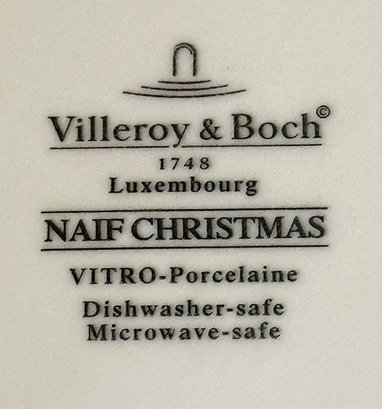 Villeroy & Boch©
1748
Luxembourg
NAIF CHRISTMAS
VITRO-Porcelaine
Dishwasher-safe
Microwave-safe